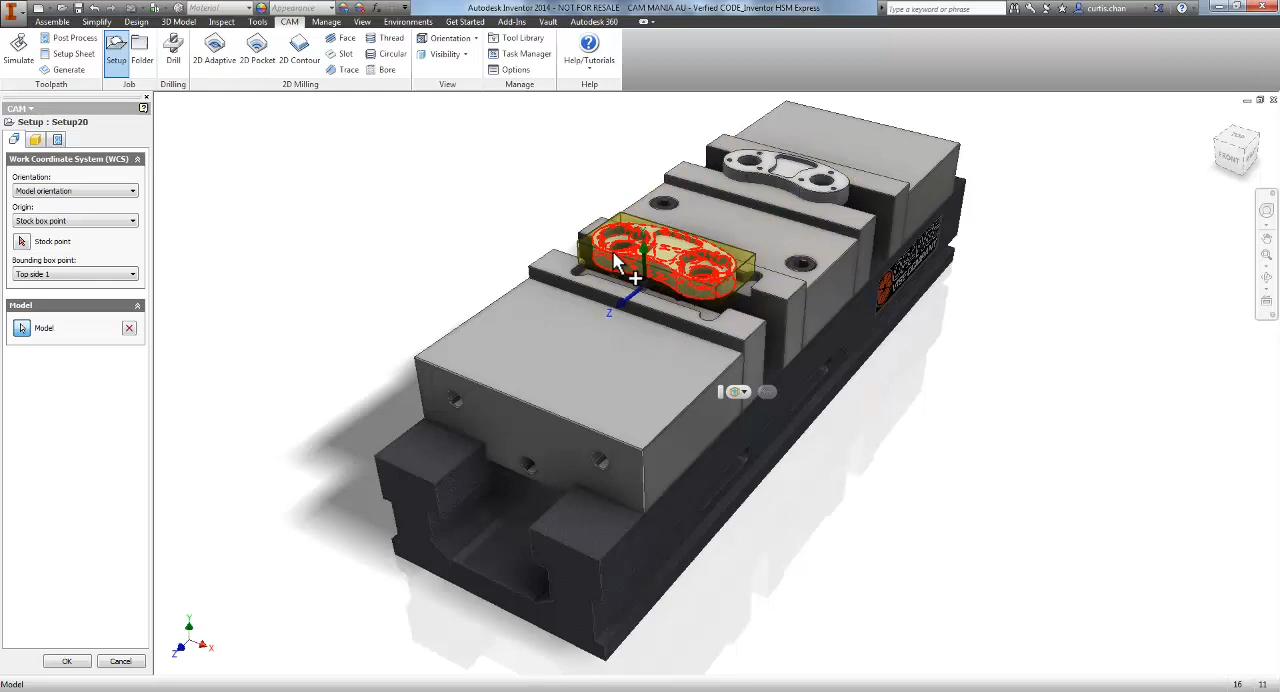 Autodesk Inventor 2014 - NOT FOR RESALE   CAM MANIA AU - Verified CODE_Inventor HSM Express
Material
Appearance
Type a keyword or phrase
curtis.chan
Assemble Simplify Design 3D Model Inspect Tools CAM Manage View Environments Get Started Add-Ins Vault Autodesk 360
Simulate
Post Process
Setup Sheet
Generate
Toolpath
Setup
Folder
Job
Drill
Drilling
2D Adaptive
2D Pocket
2D Contour
Face
Slot
Trace
Thread
Circular
Bore
2D Milling
Orientation
Visibility
View
Tool Library
Task Manager
Options
Manage
Help/Tutorials
Help
CAM
Setup : Setup20
Work Coordinate System (WCS)
Orientation:
Model orientation
Origin:
Stock box point
Stock point
Bounding box point:
Top side 1
Model
Model
OK
Cancel
Z
FRONT
Y
Z
X
Model
16
11